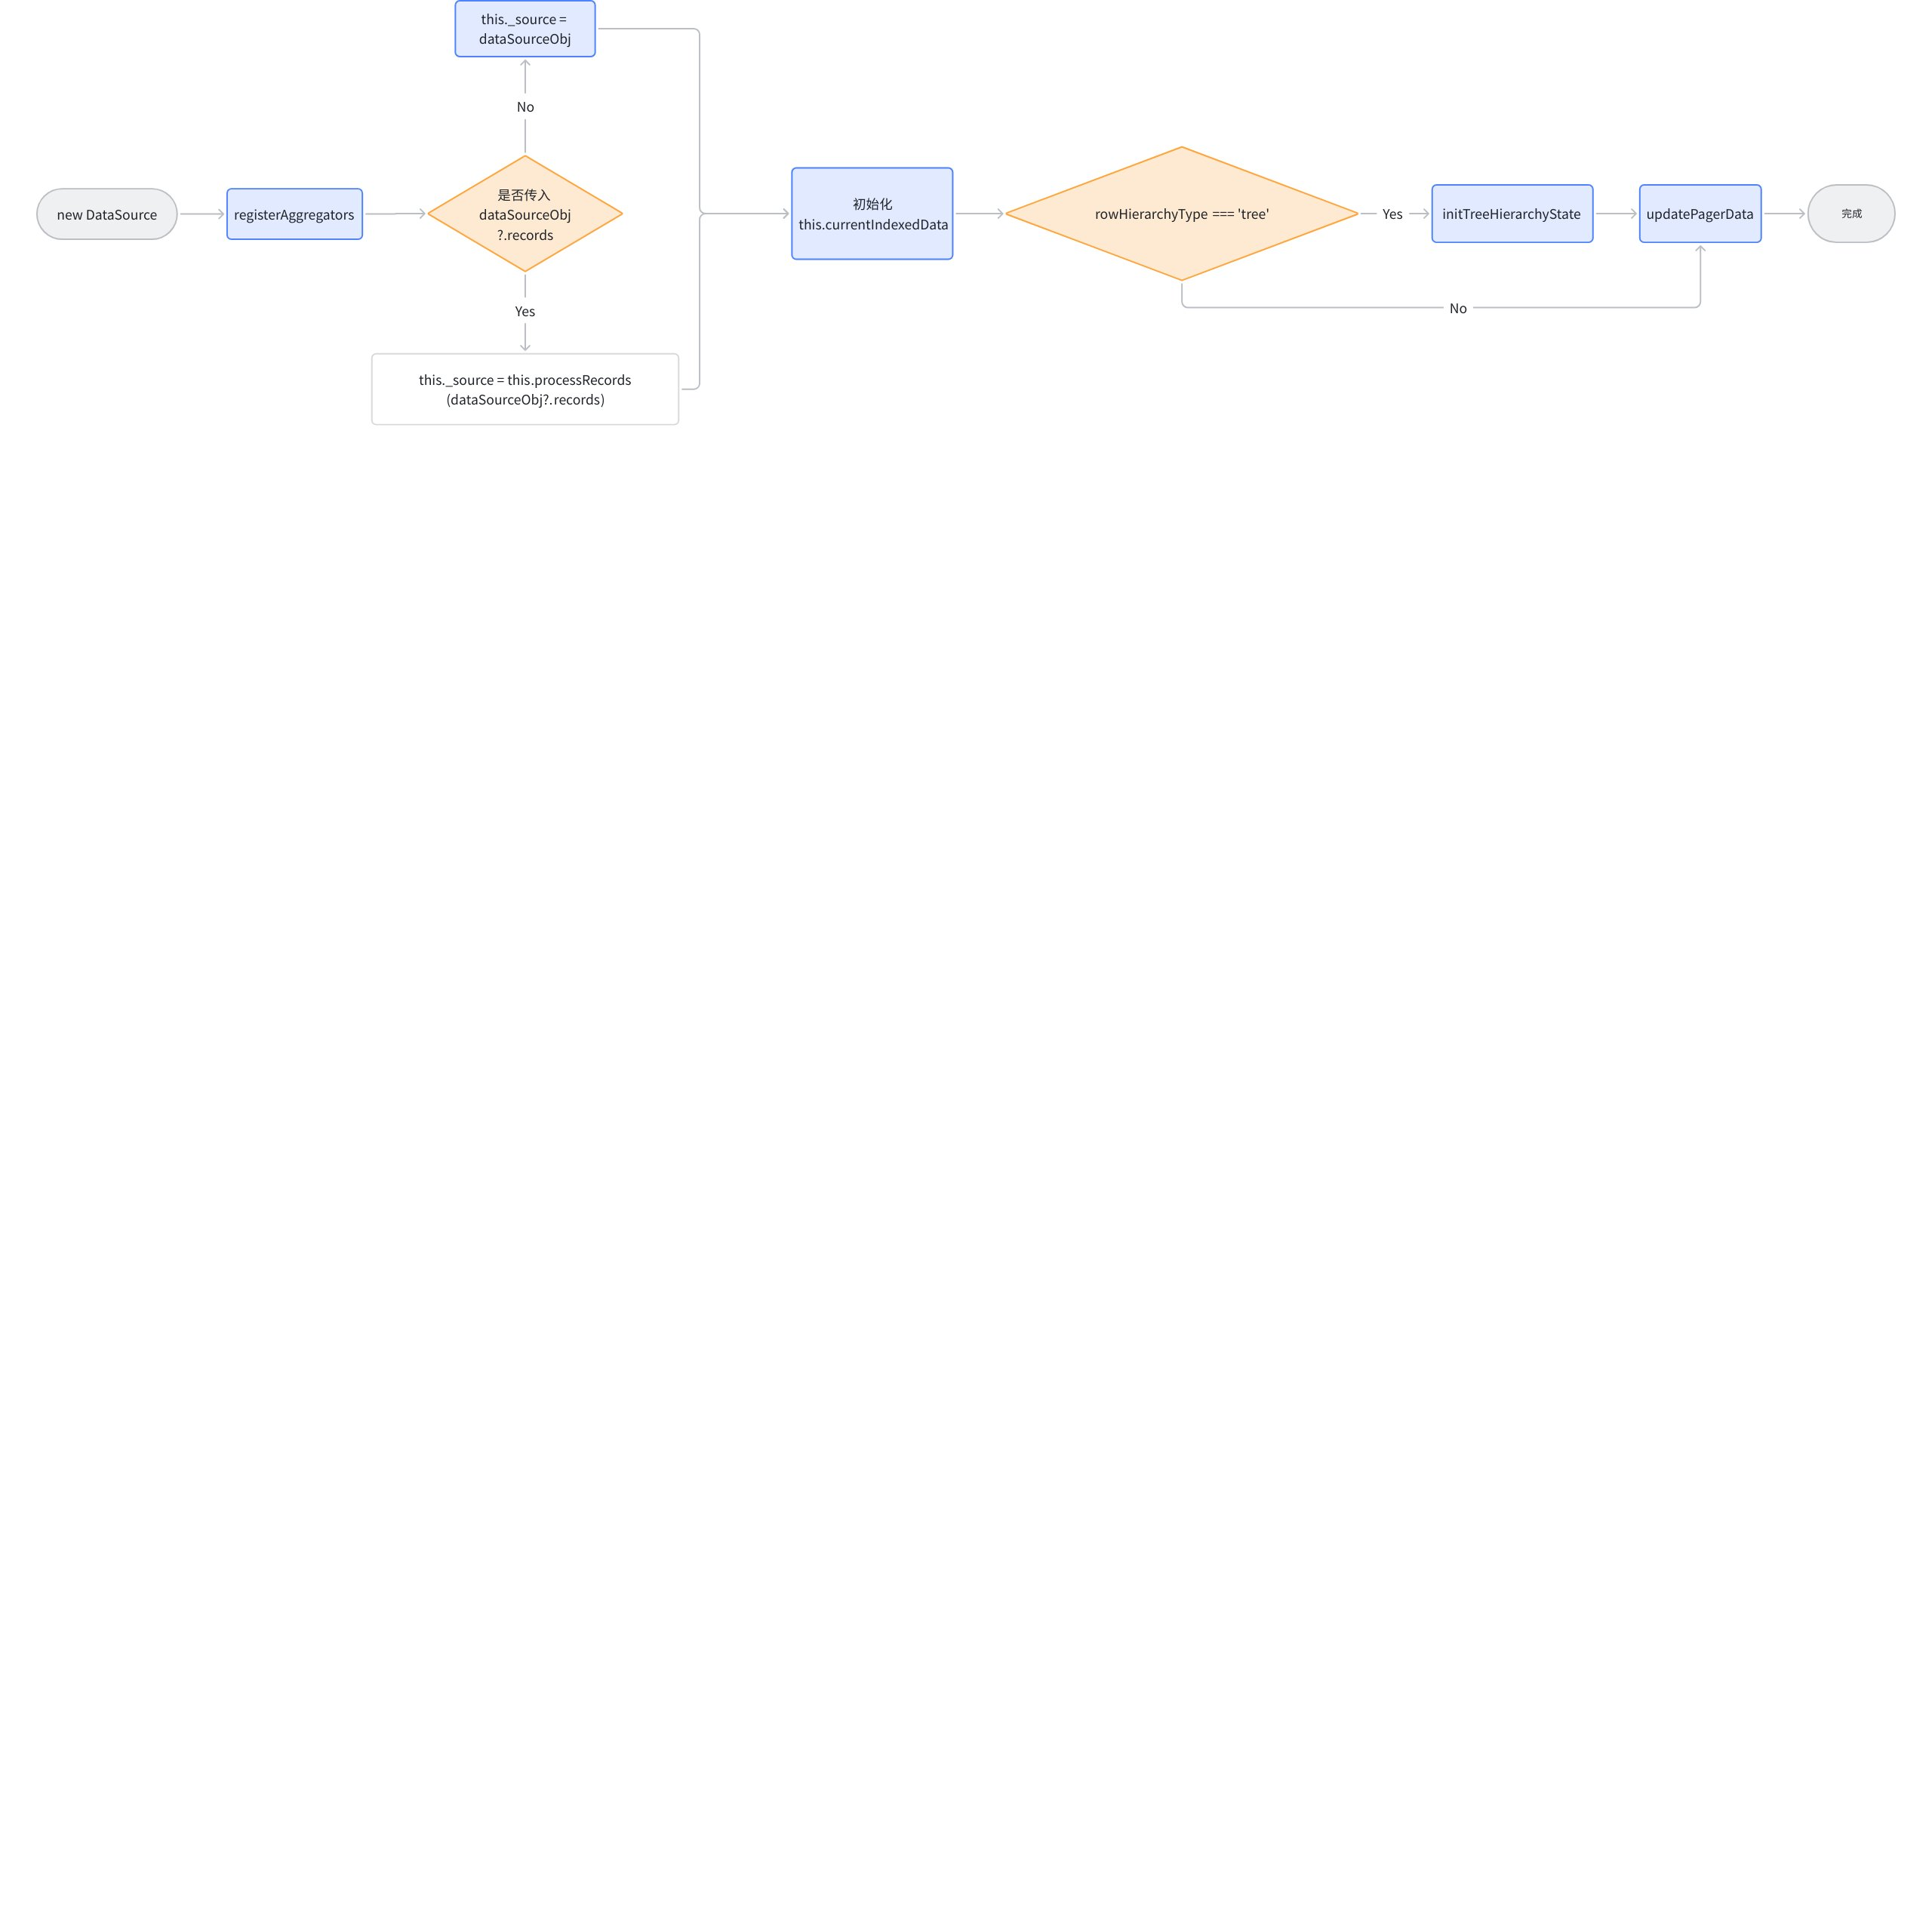 new DataSource
registerAggregators
是否传入
dataSourceObj
?.records
No
this._source =
dataSourceObj
Yes
this._source = this.processRecords
(dataSourceObj?.records)
初始化
this.currentIndexedData
rowHierarchyType === 'tree'
Yes
initTreeHierarchyState
No
updatePagerData
完成